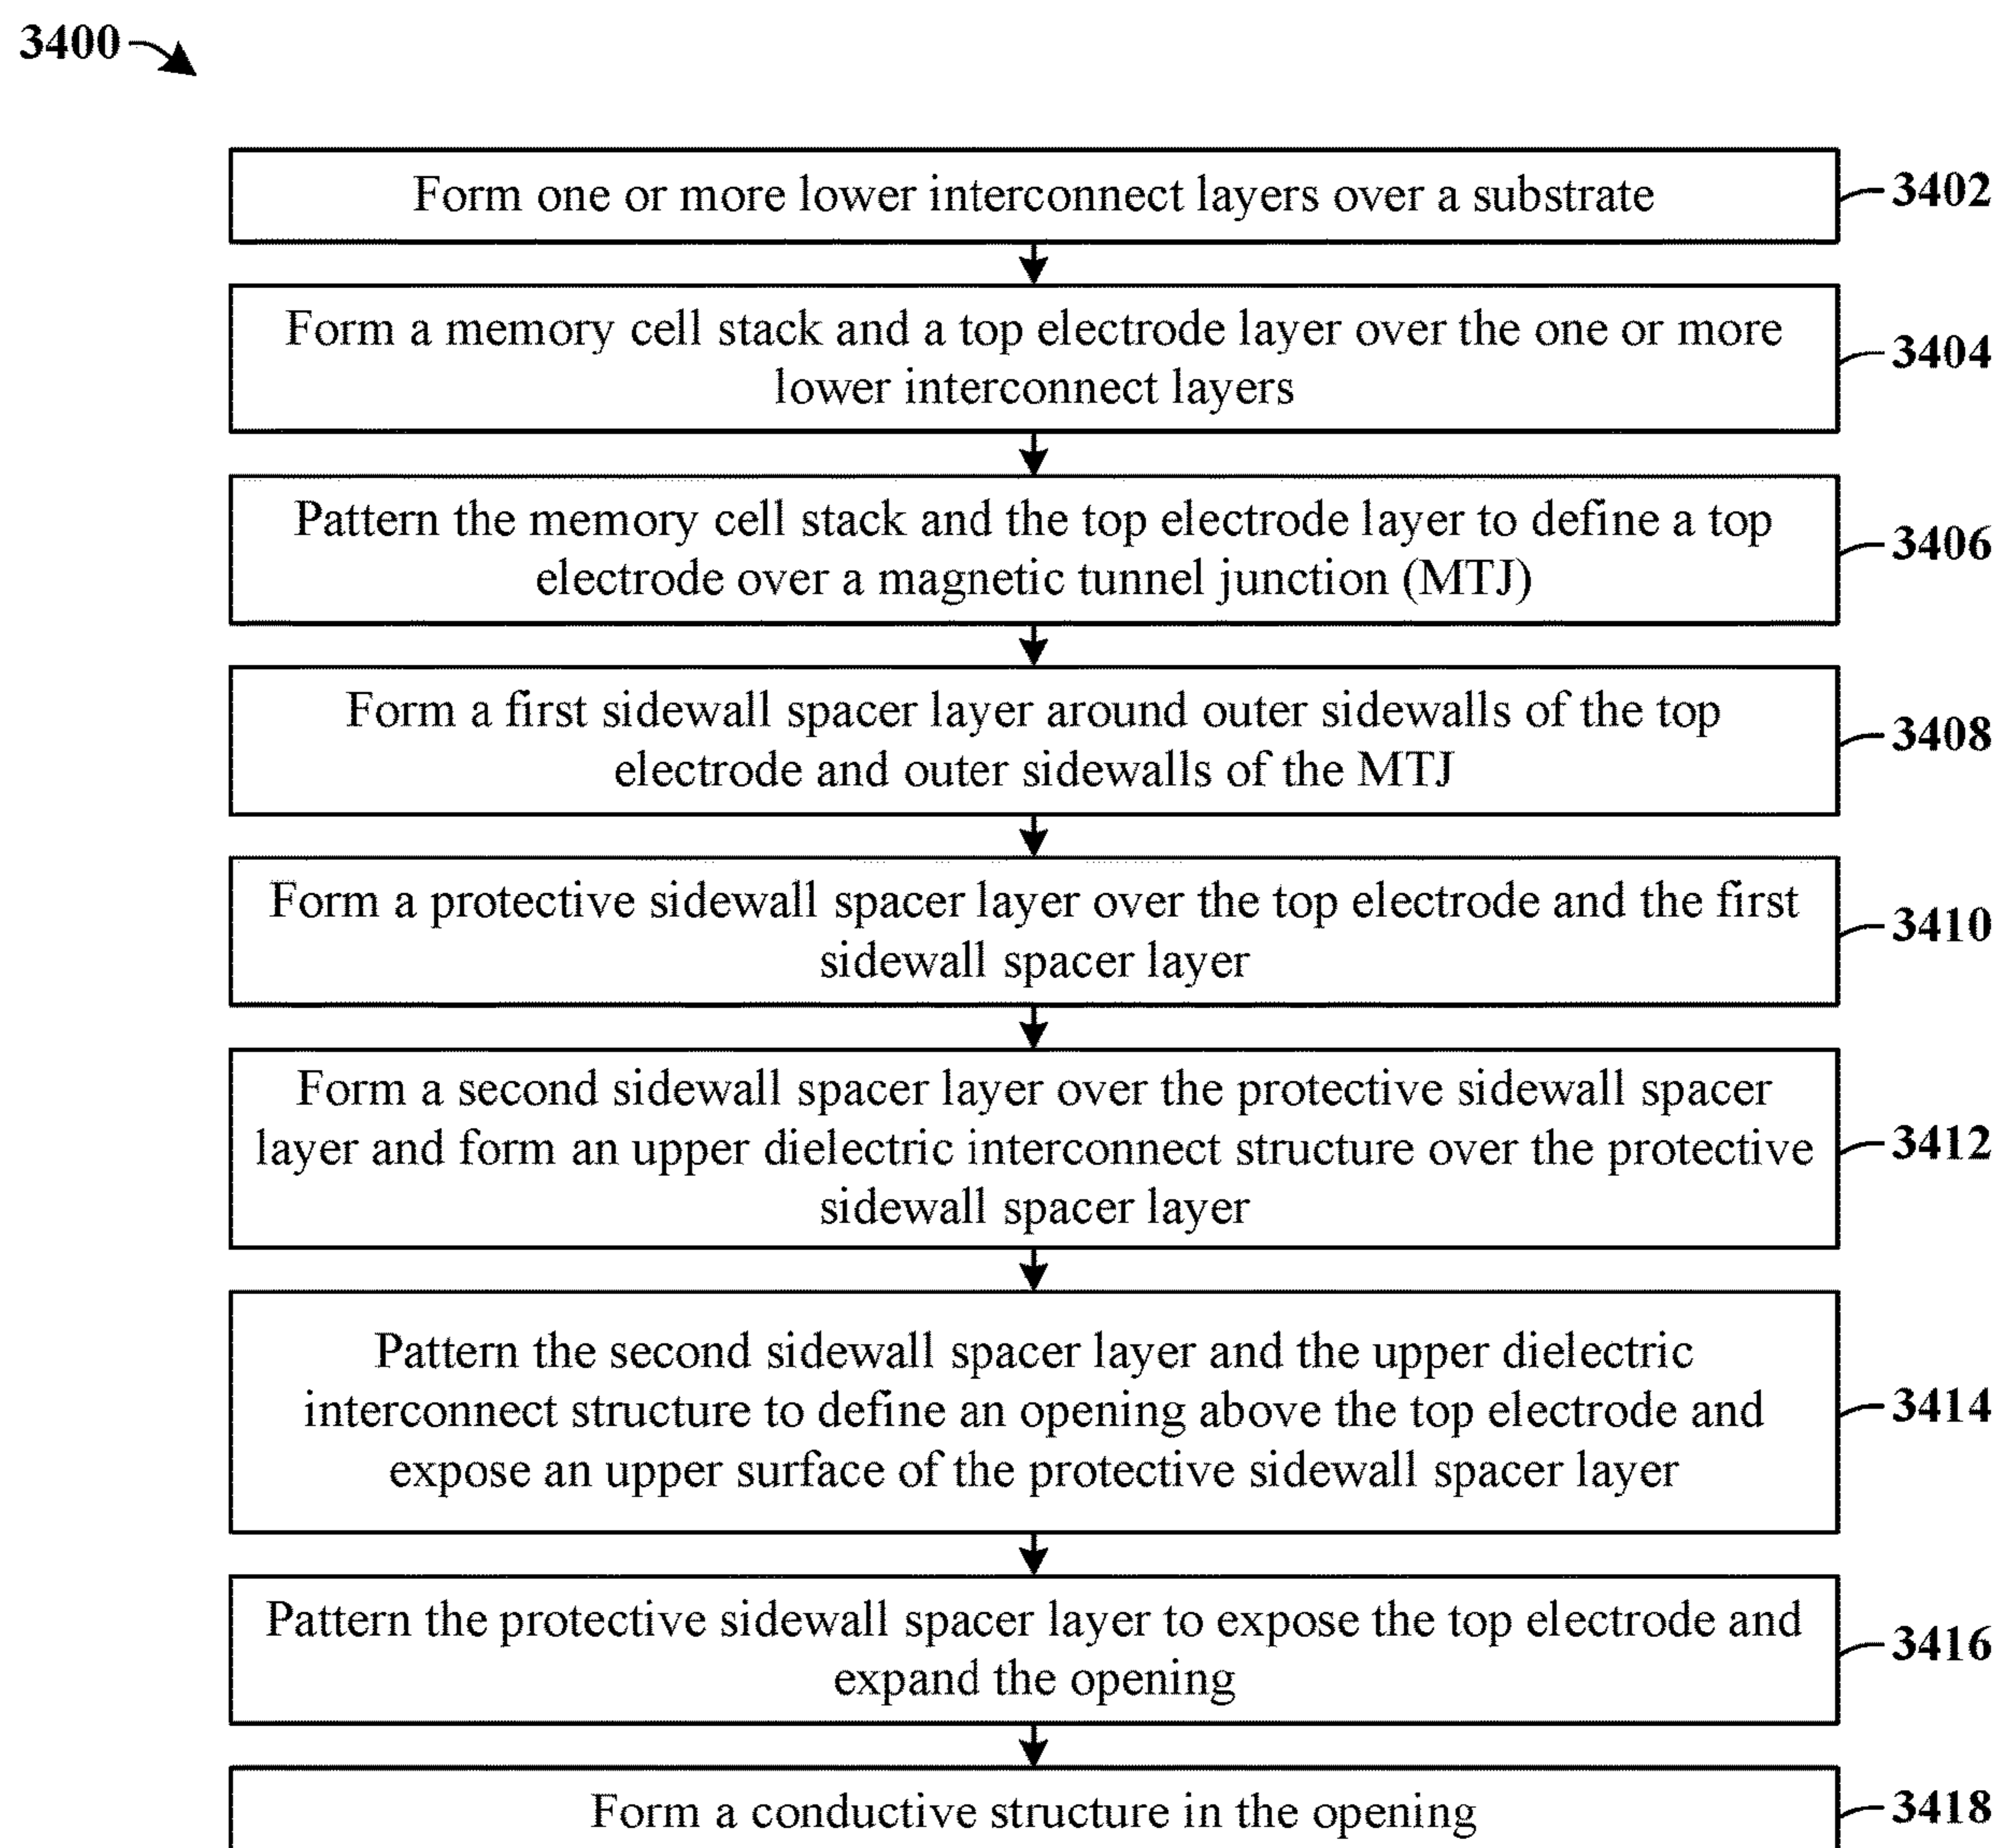 3400
Form one or more lower interconnect layers over a substrate
3402
Form a memory cell stack and a top electrode layer over the one or more
lower interconnect layers
3404
Pattern the memory cell stack and the top electrode layer to define a top
electrode over a magnetic tunnel junction (MTJ)
3406
Form a first sidewall spacer layer around outer sidewalls of the top
electrode and outer sidewalls of the MTJ
3408
Form a protective sidewall spacer layer over the top electrode and the first
sidewall spacer layer
3410
Form a second sidewall spacer layer over the protective sidewall spacer
layer and form an upper dielectric interconnect structure over the protective
sidewall spacer layer
3412
Pattern the second sidewall spacer layer and the upper dielectric
interconnect structure to define an opening above the top electrode and
expose an upper surface of the protective sidewall spacer layer
3414
Pattern the protective sidewall spacer layer to expose the top electrode and
expand the opening
3416
Form a conductive structure in the opening
3418